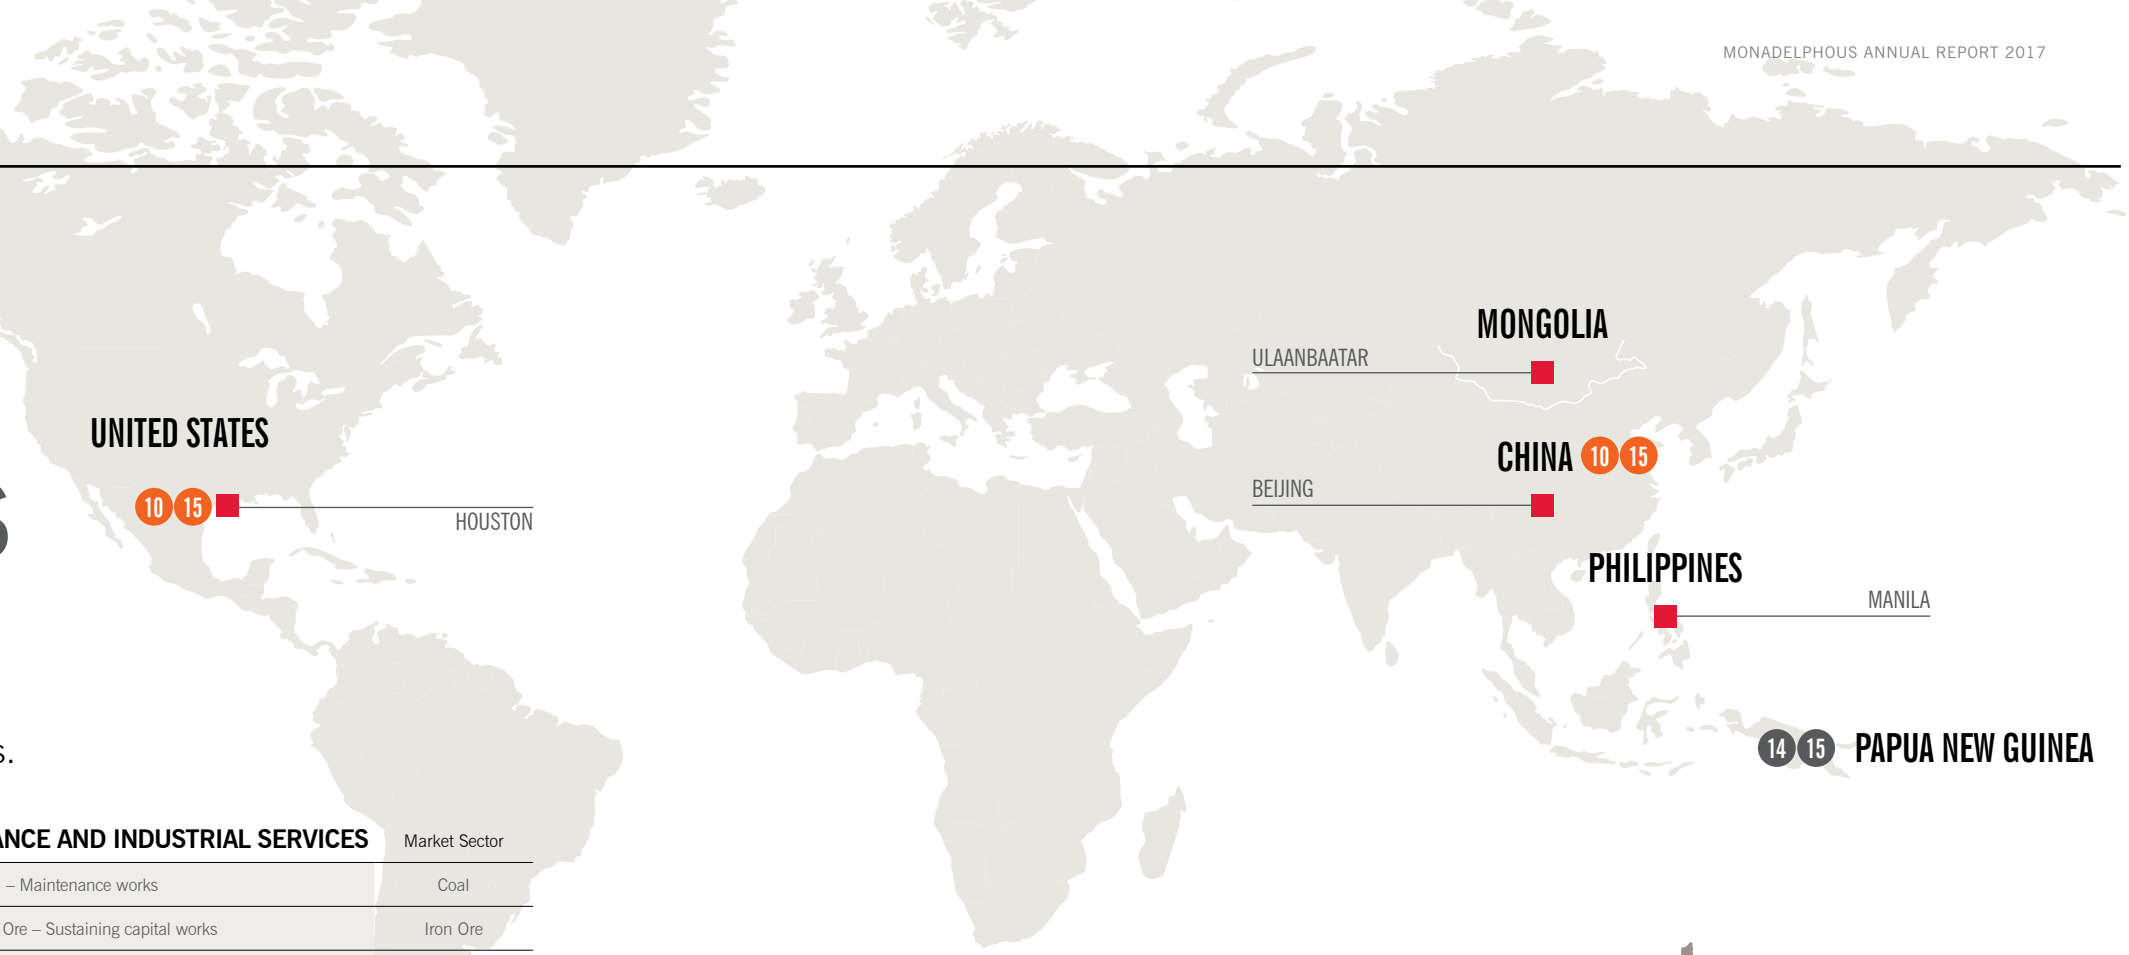 MONADELPHOUS ANNUAL REPORT 2017
MONGOLIA
ULAANBAATAR
UNITED STATES
CHINA 10 15
BEIJING
10 15
HOUSTON
S
PHILIPPINES
MANILA
14 15 PAPUA NEW GUINEA
s.
ANCE AND INDUSTRIAL SERVICES Market Sector
– Maintenance works Coal
Ore – Sustaining capital works Iron Ore